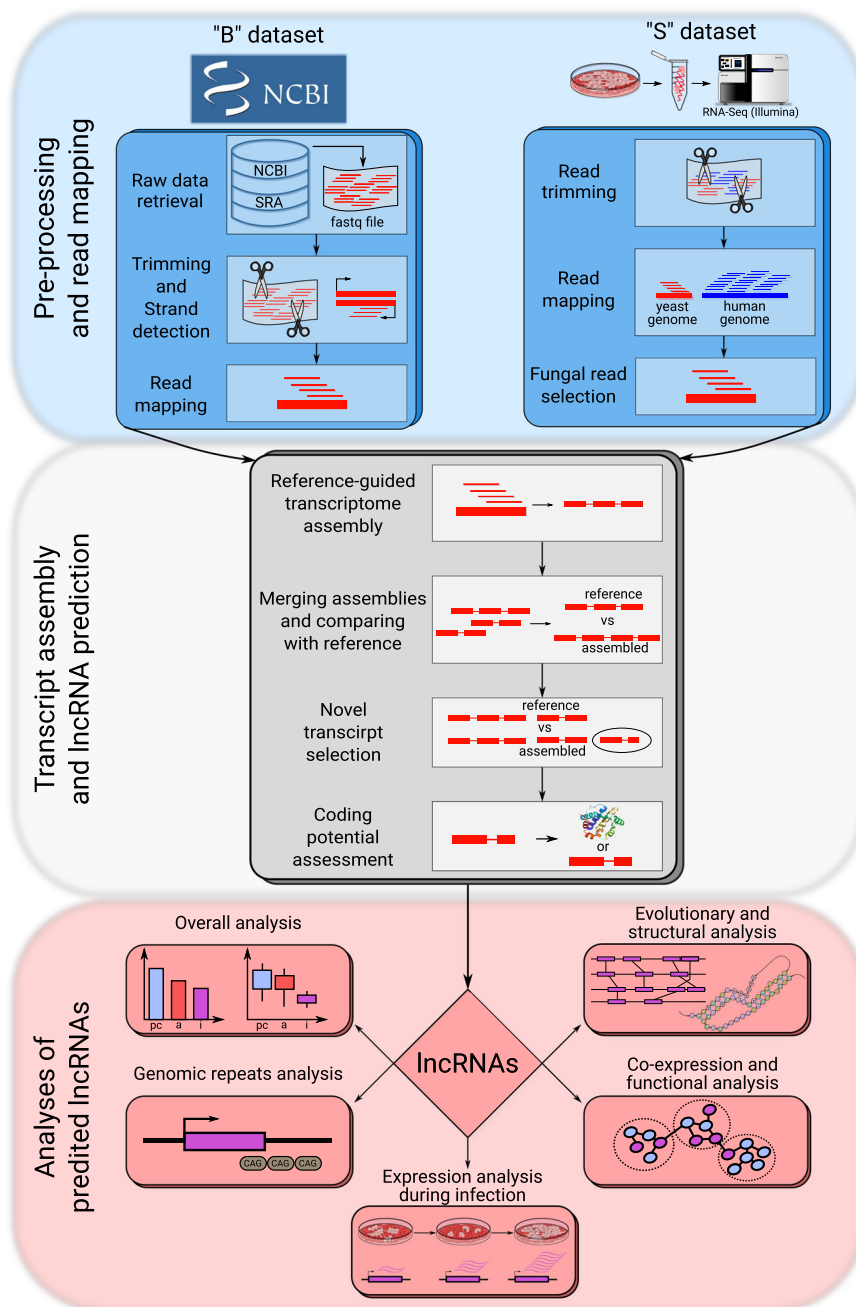 "B" dataset
NCBI
"S" dataset
RNA-Seq (Illumina)
Pre-processing
and read mapping
Raw data
retrieval
NCBI
SRA
fastq file
Trimming
and
Strand
detection
Read
mapping
Read
trimming
Read
mapping
yeast
genome
human
genome
Fungal read
selection
Transcript assembly
and lncRNA prediction
Reference-guided
transcriptome
assembly
Merging assemblies
and comparing
with reference
reference
vs
assembled
Novel
transcirpt
selection
reference
vs
assembled
Coding
potential
assessment
or
Analyses of
predited lncRNAs
Overall analysis
pc a i
pc a i
Evolutionary and
structural analysis
lncRNAs
Genomic repeats analysis
CAG CAG CAG
Co-expression and
functional analysis
Expression analysis
during infection